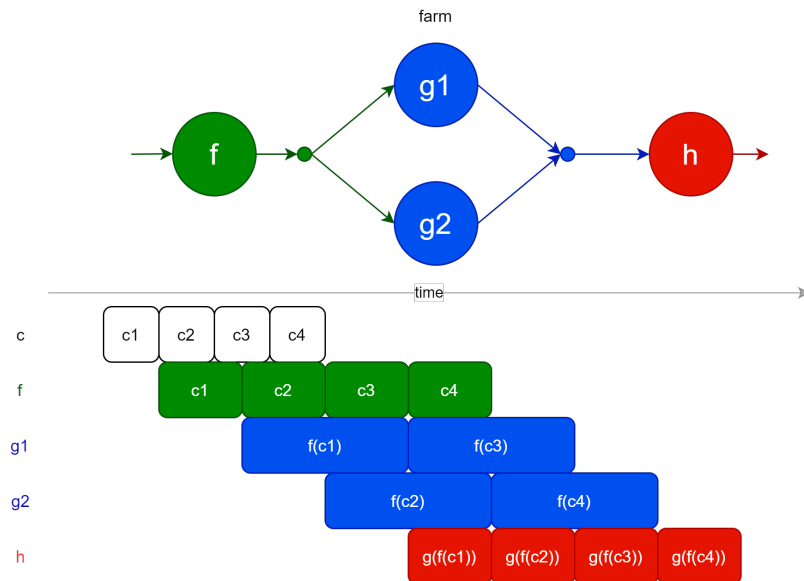 farm
g1
f
h
g2
time
c c1 c2 c3 c4
f c1 c2 c3 c4
g1 f(c1) f(c3)
g2 f(c2) f(c4)
h g(f(c1)) g(f(c2)) g(f(c3)) g(f(c4))